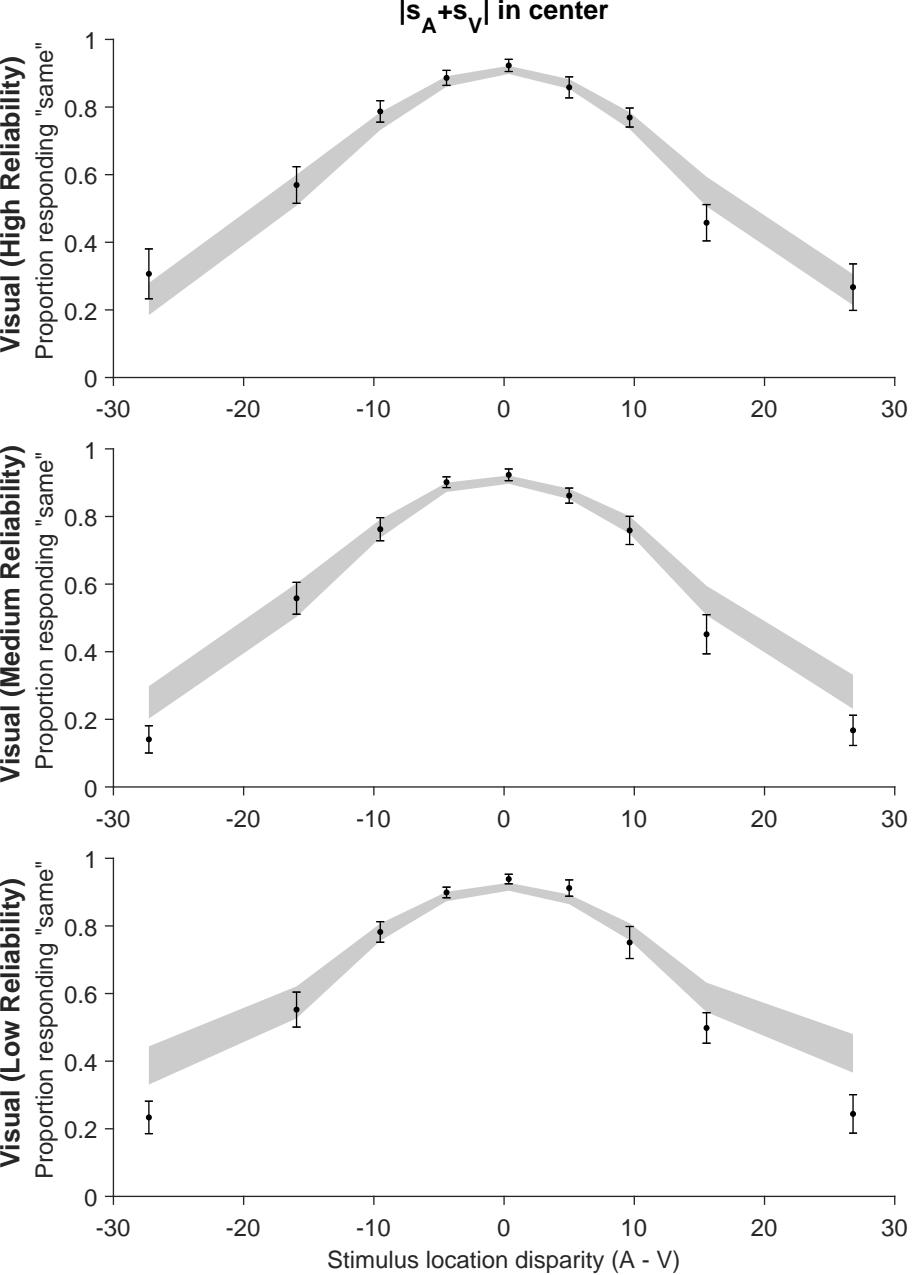 |s_A+s_V| in center
Visual (High Reliability)
Proportion responding "same"
1
0.8
0.6
0.4
0.2
0
-30 -20 -10 0 10 20 30
Visual (Medium Reliability)
Proportion responding "same"
1
0.8
0.6
0.4
0.2
0
-30 -20 -10 0 10 20 30
Visual (Low Reliability)
Proportion responding "same"
1
0.8
0.6
0.4
0.2
0
-30 -20 -10 0 10 20 30
Stimulus location disparity (A - V)